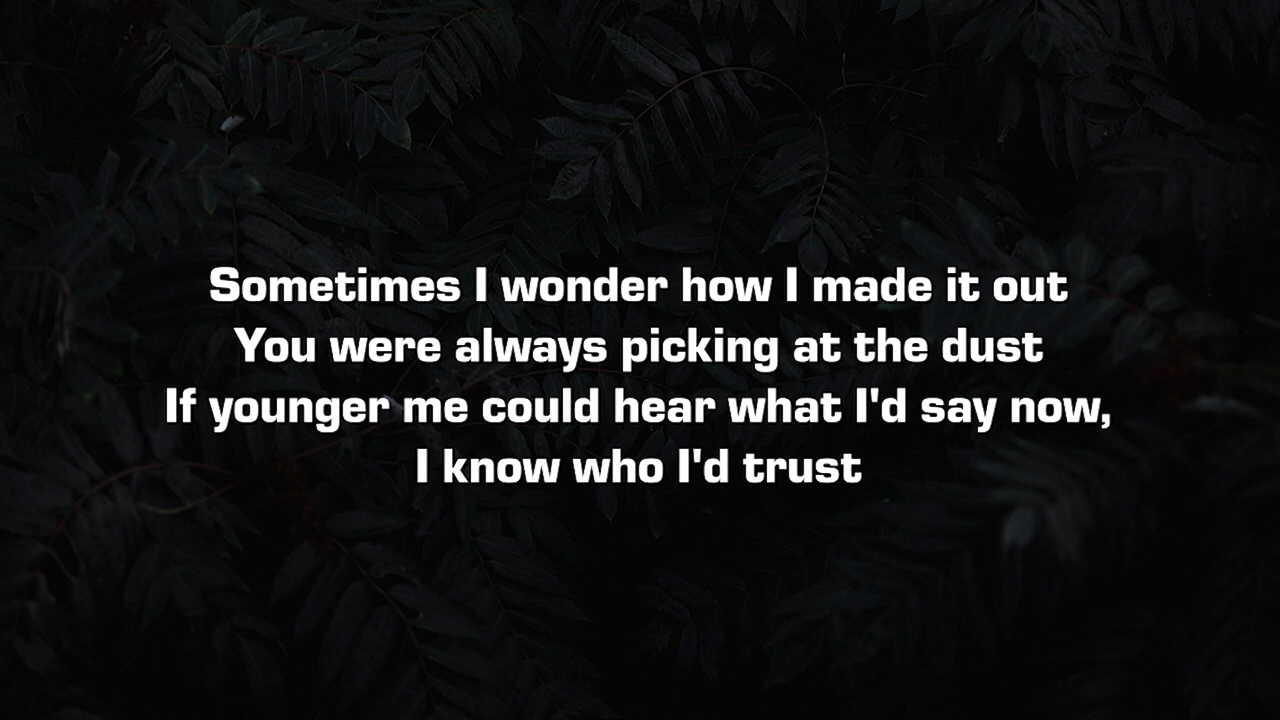 Sometimes I wonder how I made it out
You were always picking at the dust
If younger me could hear what I'd say now,
I know who I'd trust